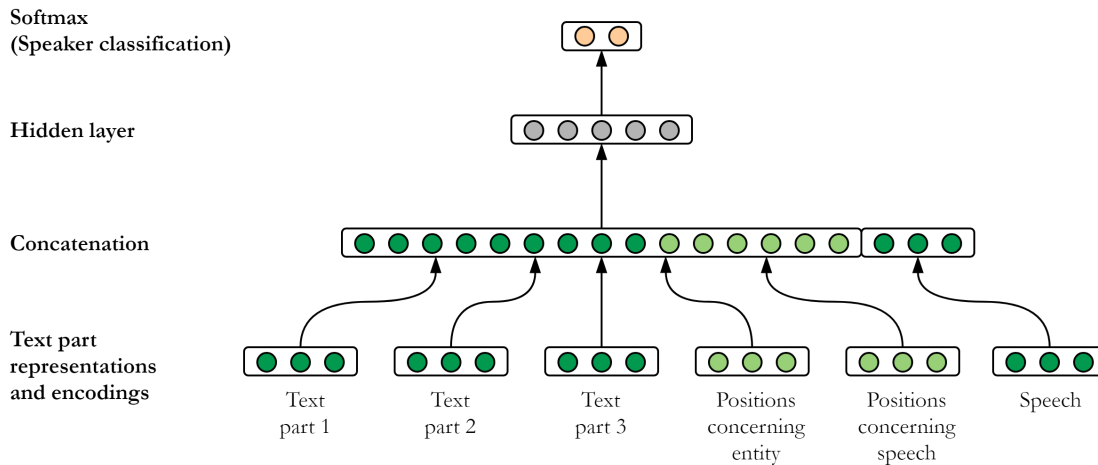 Softmax
(Speaker classification)
Hidden layer
Concatenation
Text part
representations
and encodings
Text
part 1
Text
part 2
Text
part 3
Positions
concerning
entity
Positions
concerning
speech
Speech